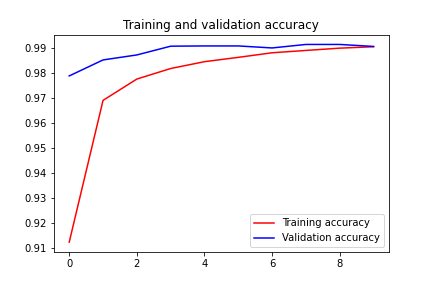 Training and validation accuracy
0.99
0.98
0.97
0.96
0.95
0.94
0.93
0.92
0.91
Training accuracy
Validation accuracy
0 2 4 6 8